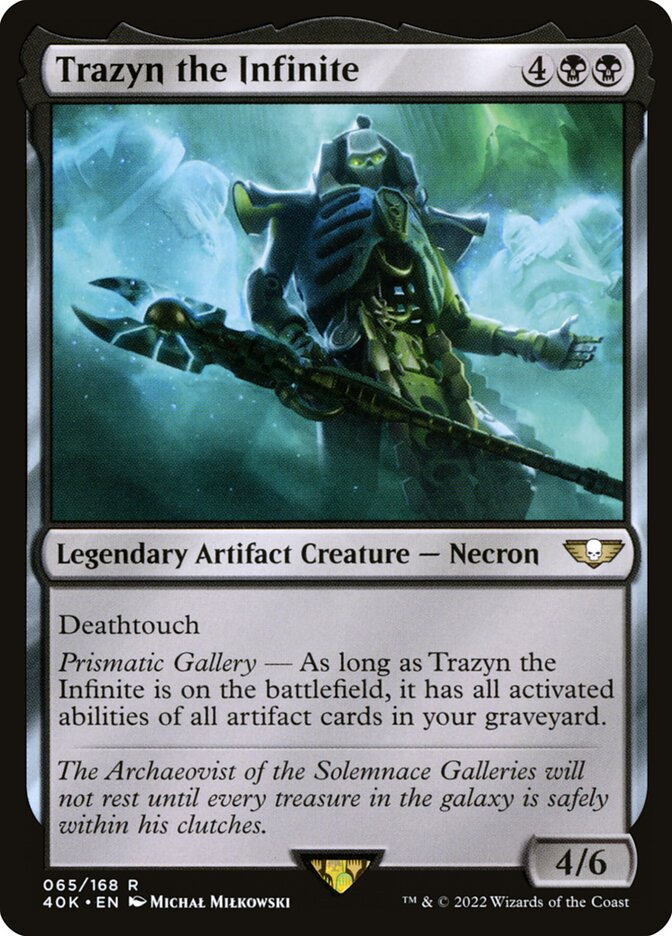 Trazyn the Infinite 4
Legendary Artifact Creature — Necron
Deathtouch
Prismatic Gallery — As long as Trazyn the
Infinite is on the battlefield, it has all activated
abilities of all artifact cards in your graveyard.
The Archaeovist of the Solemnace Galleries will
not rest until every treasure in the galaxy is safely
within his clutches.
4/6
065/168 R
40K • EN Michał Miłkowski
™ & © 2022 Wizards of the Coast